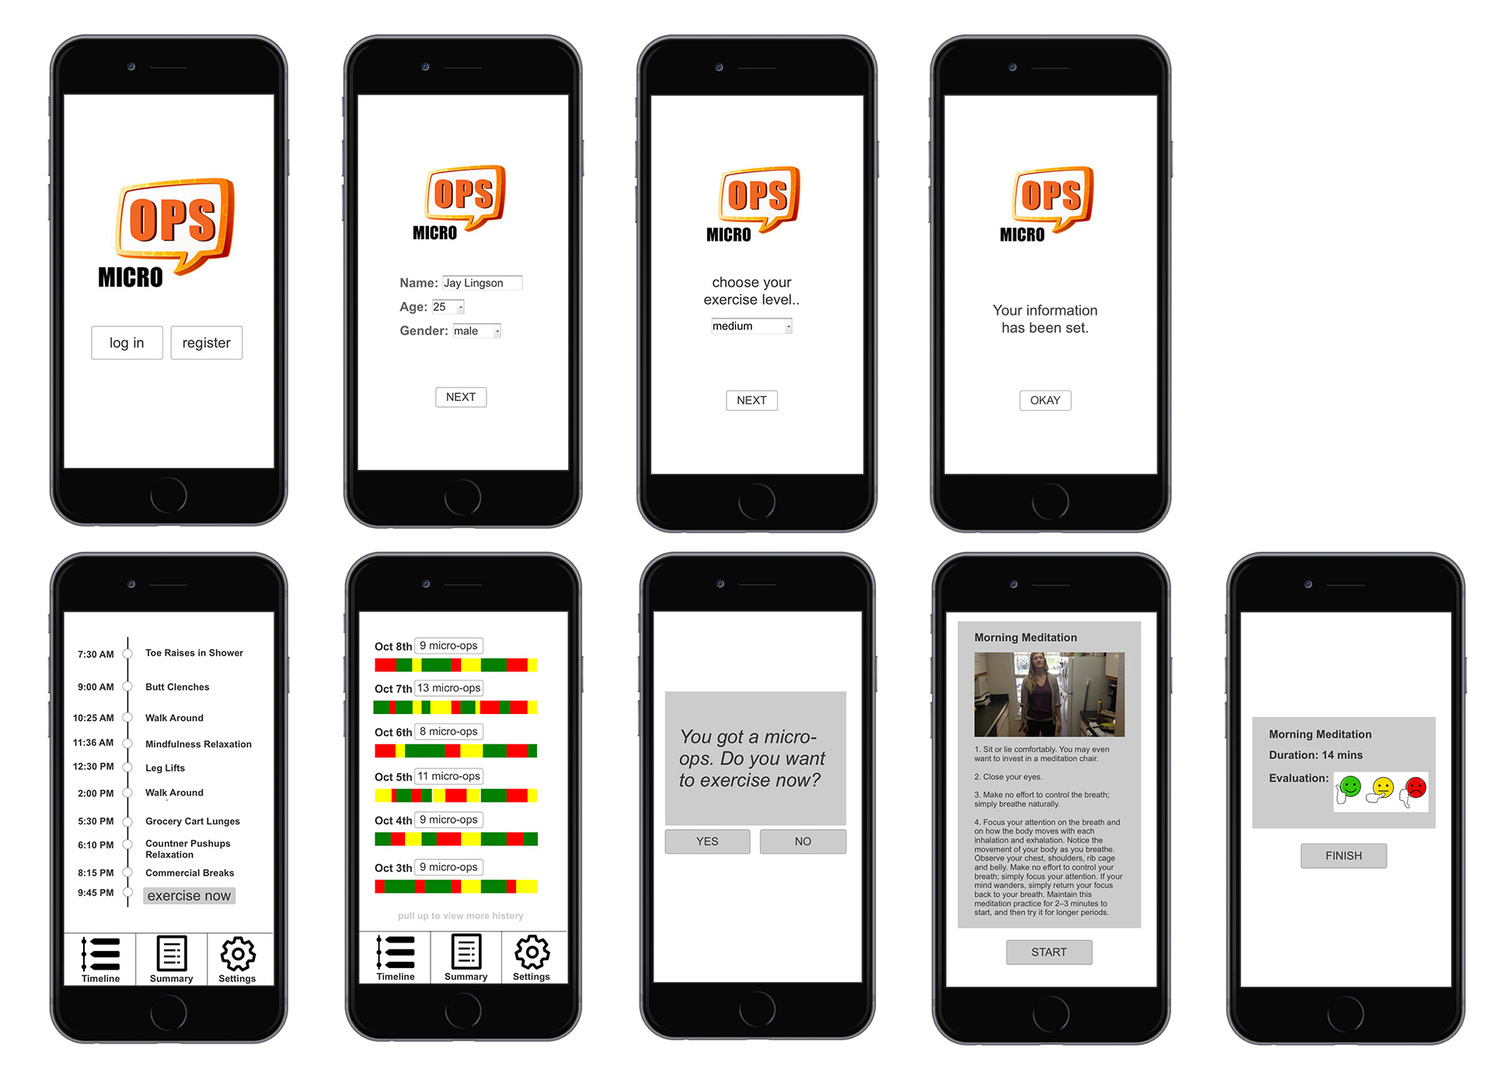 OPS
MICRO
log in
register
OPS
MICRO
Name: Jay Lingson
Age: 25
Gender: male
NEXT
OPS
MICRO
choose your
exercise level..
medium
NEXT
OPS
MICRO
Your information
has been set.
OKAY
7:30 AM Toe Raises in Shower
9:00 AM Butt Clenches
10:25 AM Walk Around
11:36 AM Mindfulness Relaxation
12:30 PM Leg Lifts
2:00 PM Walk Around
5:30 PM Grocery Cart Lunges
6:10 PM Countner Pushups
Relaxation
8:15 PM Commercial Breaks
9:45 PM exercise now
Timeline
Summary
Settings
Oct 8th 9 micro-ops
Oct 7th 13 micro-ops
Oct 6th 8 micro-ops
Oct 5th 11 micro-ops
Oct 4th 9 micro-ops
Oct 3th 9 micro-ops
pull up to view more history
Timeline
Summary
Settings
You got a micro-
ops. Do you want
to exercise now?
YES
NO
Morning Meditation
1. Sit or lie comfortably. You may even
want to invest in a meditation chair.
2. Close your eyes.
3. Make no effort to control the breath;
simply breathe naturally.
4. Focus your attention on the breath and
on how the body moves with each
inhalation and exhalation. Notice the
movement of your body as you breathe.
Observe your chest, shoulders, rib cage
and belly. Make no effort to control your
breath; simply focus your attention. If your
mind wanders, simply return your focus
back to your breath. Maintain this
meditation practice for 2–3 minutes to
start, and then try it for longer periods.
START
Morning Meditation
Duration: 14 mins
Evaluation:
FINISH